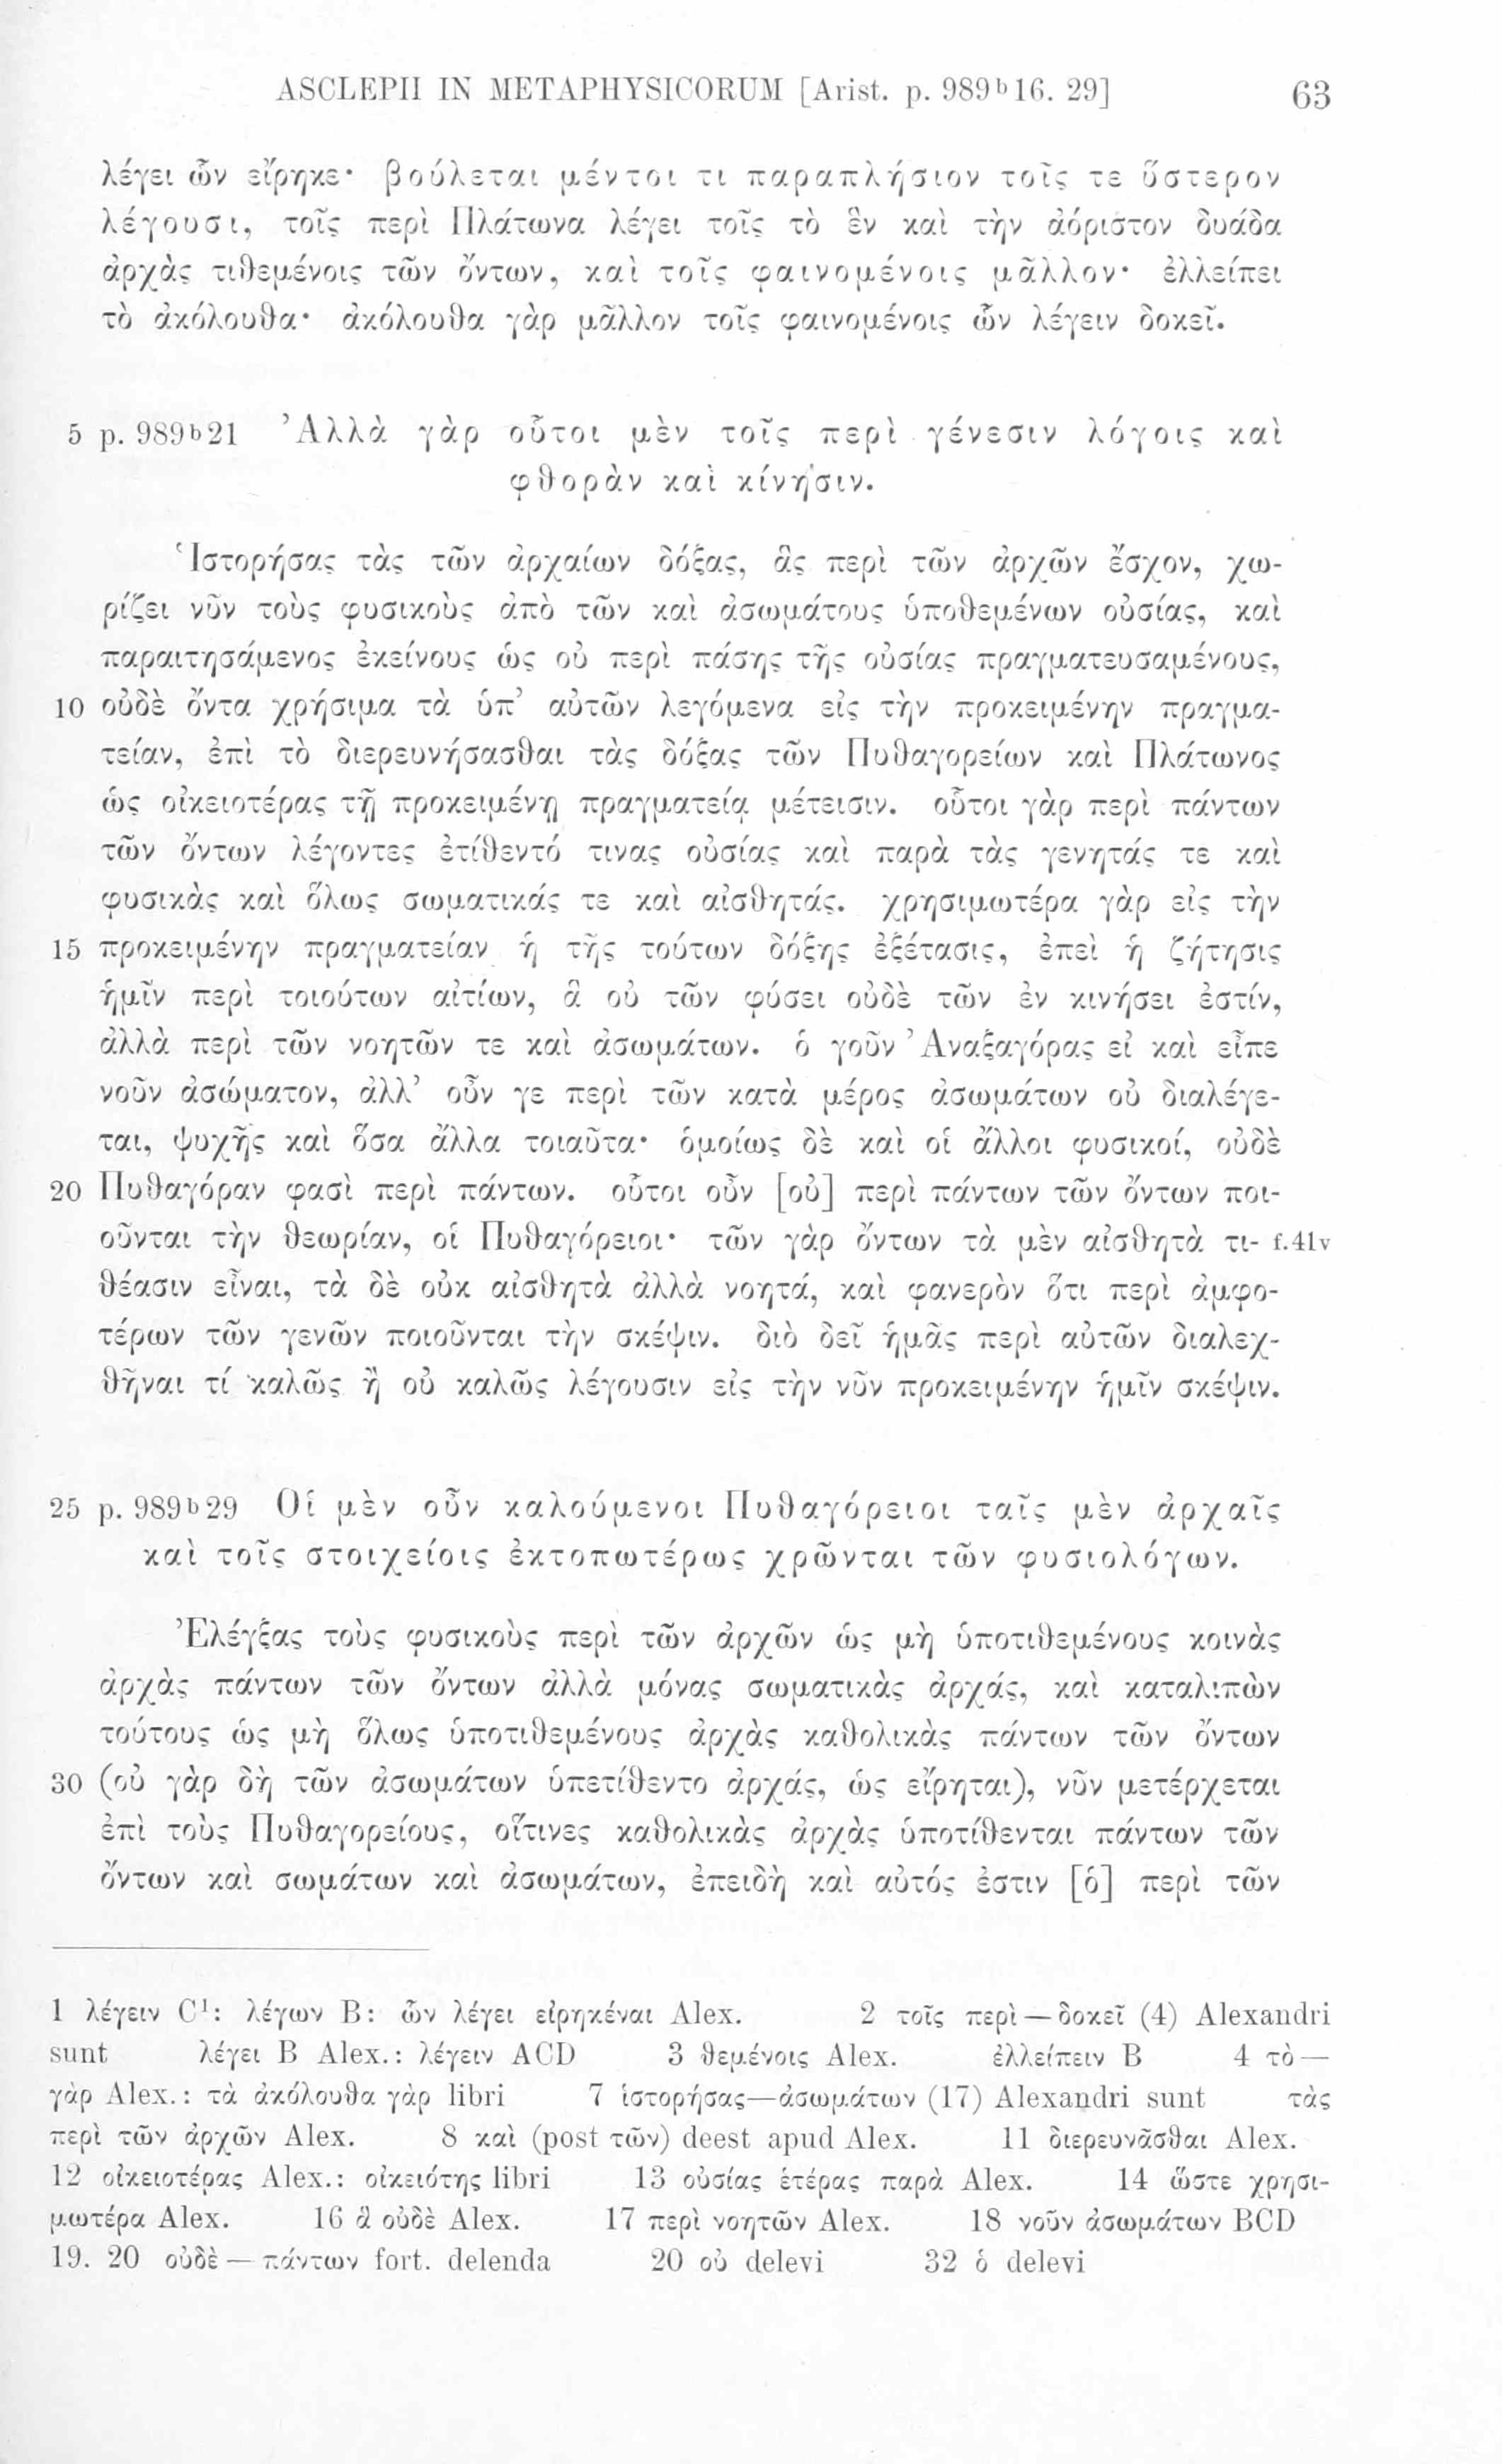 ASCLEPII IN METAPHYSICORUM [Arist. p. 989ᵇ16. 29] 63
λέγει ὧν εἴρηκε· βούλεται μέντοι τι παραπλήσιον τοῖς τε ὕστερον
λέγουσι, τοῖς περὶ Πλάτωνα λέγει τοῖς τὸ ἓν καὶ τὴν ἀόριστον δυάδα
ἀρχὰς τιθεμένοις τῶν ὄντων, καὶ τοῖς φαινομένοις μᾶλλον· ἐλλείπει
τὸ ἀκόλουθα· ἀκόλουθα γὰρ μᾶλλον τοῖς φαινομένοις ὧν λέγειν δοκεῖ.
5 p. 989ᵇ21 Ἀλλὰ γὰρ οὗτοι μὲν τοῖς περὶ γένεσιν λόγοις καὶ
φθορὰν καὶ κίνησιν.
Ἱστορήσας τὰς τῶν ἀρχαίων δόξας, ἃς περὶ τῶν ἀρχῶν ἔσχον, χω-
ρίζει νῦν τοὺς φυσικοὺς ἀπὸ τῶν καὶ ἀσωμάτους ὑποθεμένων οὐσίας, καὶ
παραιτησάμενος ἐκείνους ὡς οὐ περὶ πάσης τῆς οὐσίας πραγματευσαμένους,
10 οὐδὲ ὄντα χρήσιμα τὰ ὑπ’ αὐτῶν λεγόμενα εἰς τὴν προκειμένην πραγμα-
τείαν, ἐπὶ τὸ διερευνήσασθαι τὰς δόξας τῶν Πυθαγορείων καὶ Πλάτωνος
ὡς οἰκειοτέρας τῇ προκειμένῃ πραγματείᾳ μέτεισιν. οὗτοι γὰρ περὶ πάντων
τῶν ὄντων λέγοντες ἐτίθεντό τινας οὐσίας καὶ παρὰ τὰς γενητάς τε καὶ
φυσικὰς καὶ ὅλως σωματικάς τε καὶ αἰσθητάς. χρησιμωτέρα γὰρ εἰς τὴν
15 προκειμένην πραγματείαν ἡ τῆς τούτων δόξης ἐξέτασις, ἐπεὶ ἡ ζήτησις
ἡμῖν περὶ τοιούτων αἰτίων, ἃ οὐ τῶν φύσει οὐδὲ τῶν ἐν κινήσει ἐστίν,
ἀλλὰ περὶ τῶν νοητῶν τε καὶ ἀσωμάτων. ὁ γοῦν Ἀναξαγόρας εἰ καὶ εἶπε
νοῦν ἀσώματον, ἀλλ’ οὖν γε περὶ τῶν κατὰ μέρος ἀσωμάτων οὐ διαλέγε-
ται, ψυχῆς καὶ ὅσα ἄλλα τοιαῦτα· ὁμοίως δὲ καὶ οἱ ἄλλοι φυσικοί, οὐδὲ
20 Πυθαγόραν φασὶ περὶ πάντων. οὗτοι οὖν [οὐ] περὶ πάντων τῶν ὄντων ποι-
οῦνται τὴν θεωρίαν, οἱ Πυθαγόρειοι· τῶν γὰρ ὄντων τὰ μὲν αἰσθητὰ τι- f.41v
θέασιν εἶναι, τὰ δὲ οὐκ αἰσθητὰ ἀλλὰ νοητά, καὶ φανερὸν ὅτι περὶ ἀμφο-
τέρων τῶν γενῶν ποιοῦνται τὴν σκέψιν. διὸ δεῖ ἡμᾶς περὶ αὐτῶν διαλεχ-
θῆναι τί καλῶς ἢ οὐ καλῶς λέγουσιν εἰς τὴν νῦν προκειμένην ἡμῖν σκέψιν.
25 p. 989ᵇ29 Οἱ μὲν οὖν καλούμενοι Πυθαγόρειοι ταῖς μὲν ἀρχαῖς
καὶ τοῖς στοιχείοις ἐκτοπωτέρως χρῶνται τῶν φυσιολόγων.
Ἐλέγξας τοὺς φυσικοὺς περὶ τῶν ἀρχῶν ὡς μὴ ὑποτιθεμένους κοινὰς
ἀρχὰς πάντων τῶν ὄντων ἀλλὰ μόνας σωματικὰς ἀρχάς, καὶ καταλιπὼν
τούτους ὡς μὴ ὅλως ὑποτιθεμένους ἀρχὰς καθολικὰς πάντων τῶν ὄντων
30 (οὐ γὰρ δὴ τῶν ἀσωμάτων ὑπετίθεντο ἀρχάς, ὡς εἴρηται), νῦν μετέρχεται
ἐπὶ τοὺς Πυθαγορείους, οἵτινες καθολικὰς ἀρχὰς ὑποτίθενται πάντων τῶν
ὄντων καὶ σωμάτων καὶ ἀσωμάτων, ἐπειδὴ καὶ αὐτός ἐστιν [ὁ] περὶ τῶν
1 λέγειν C¹: λέγων B: ὧν λέγει εἰρηκέναι Alex. 2 τοῖς περὶ — δοκεῖ (4) Alexandri
sunt λέγει B Alex.: λέγειν ACD 3 θεμένοις Alex. ἐλλείπειν B 4 τὸ —
γὰρ Alex.: τὰ ἀκόλουθα γὰρ libri 7 ἱστορήσας—ἀσωμάτων (17) Alexandri sunt τὰς
περὶ τῶν ἀρχῶν Alex. 8 καὶ (post τῶν) deest apud Alex. 11 διερευνᾶσθαι Alex.
12 οἰκειοτέρας Alex.: οἰκειότης libri 13 οὐσίας ἑτέρας παρὰ Alex. 14 ὥστε χρησι-
μωτέρα Alex. 16 ἃ οὐδὲ Alex. 17 περὶ νοητῶν Alex. 18 νοῦν ἀσωμάτων BCD
19. 20 οὐδὲ — πάντων fort. delenda 20 οὐ delevi 32 ὁ delevi